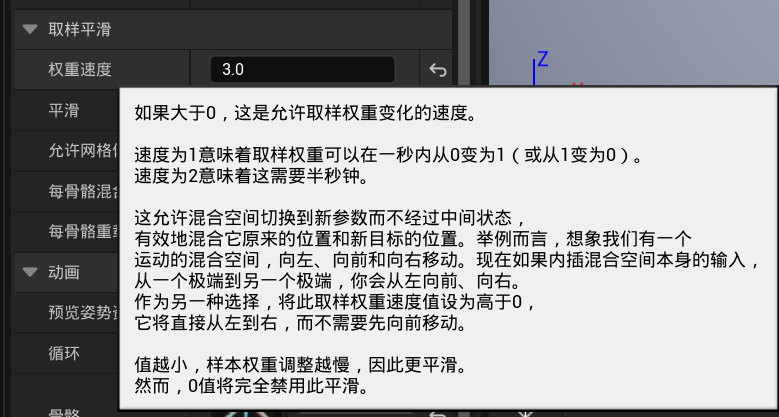 取样平滑
权重速度
3.0
Z
平滑
允许网格
每骨骼混
每骨骼重
动画
预览姿势
循环
骨骼
如果大于0，这是允许取样权重变化的速度。
速度为1意味着取样权重可以在一秒内从0变为1（或从1变为0）。
速度为2意味着这需要半秒钟。
这允许混合空间切换到新参数而不经过中间状态，
有效地混合它原来的位置和新目标的位置。举例而言，想象我们有一个
运动的混合空间，向左、向前和向右移动。现在如果内插混合空间本身的输入，
从一个极端到另一个极端，你会从左向前、向右。
作为另一种选择，将此取样权重速度值设为高于0，
它将直接从左到右，而不需要先向前移动。
值越小，样本权重调整越慢，因此更平滑。
然而，0值将完全禁用此平滑。